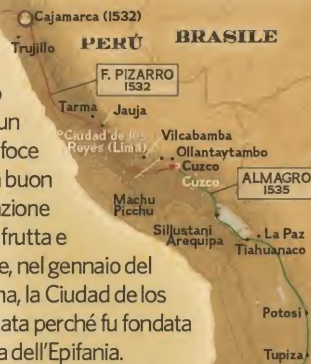 Cajamarca (1532)
Trujillo
PERÚ
BRASILE
F. PIZARRO
1532
Tarma
Jauja
Ciudad de los
Reyes (Lima)
Vilcabamba
Ollantaytambo
Cuzco
Cuzco
ALMAGRO
1535
Machu
Picchu
Sillustani
Arequipa
La Paz
Tiahuanaco
Potosí
Tupiza
un
foce
buon
zione
frutta e
e, nel gennaio del
na, la Ciudad de los
ata perché fu fondata
a dell'Epifania.